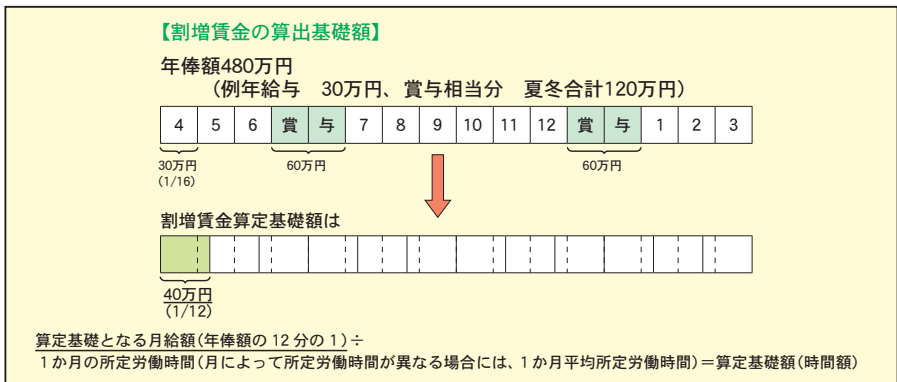 【割増賃金の算出基礎額】
年俸額480万円
（例年給与　30万円、賞与相当分　夏冬合計120万円）
4 5 6 賞 与 7 8 9 10 11 12 賞 与 1 2 3
30万円 60万円 60万円
(1/16)
割増賃金算定基礎額は
40万円
(1/12)
算定基礎となる月給額（年俸額の12分の1）÷
1か月の所定労働時間（月によって所定労働時間が異なる場合には、1か月平均所定労働時間）＝算定基礎額（時間額）